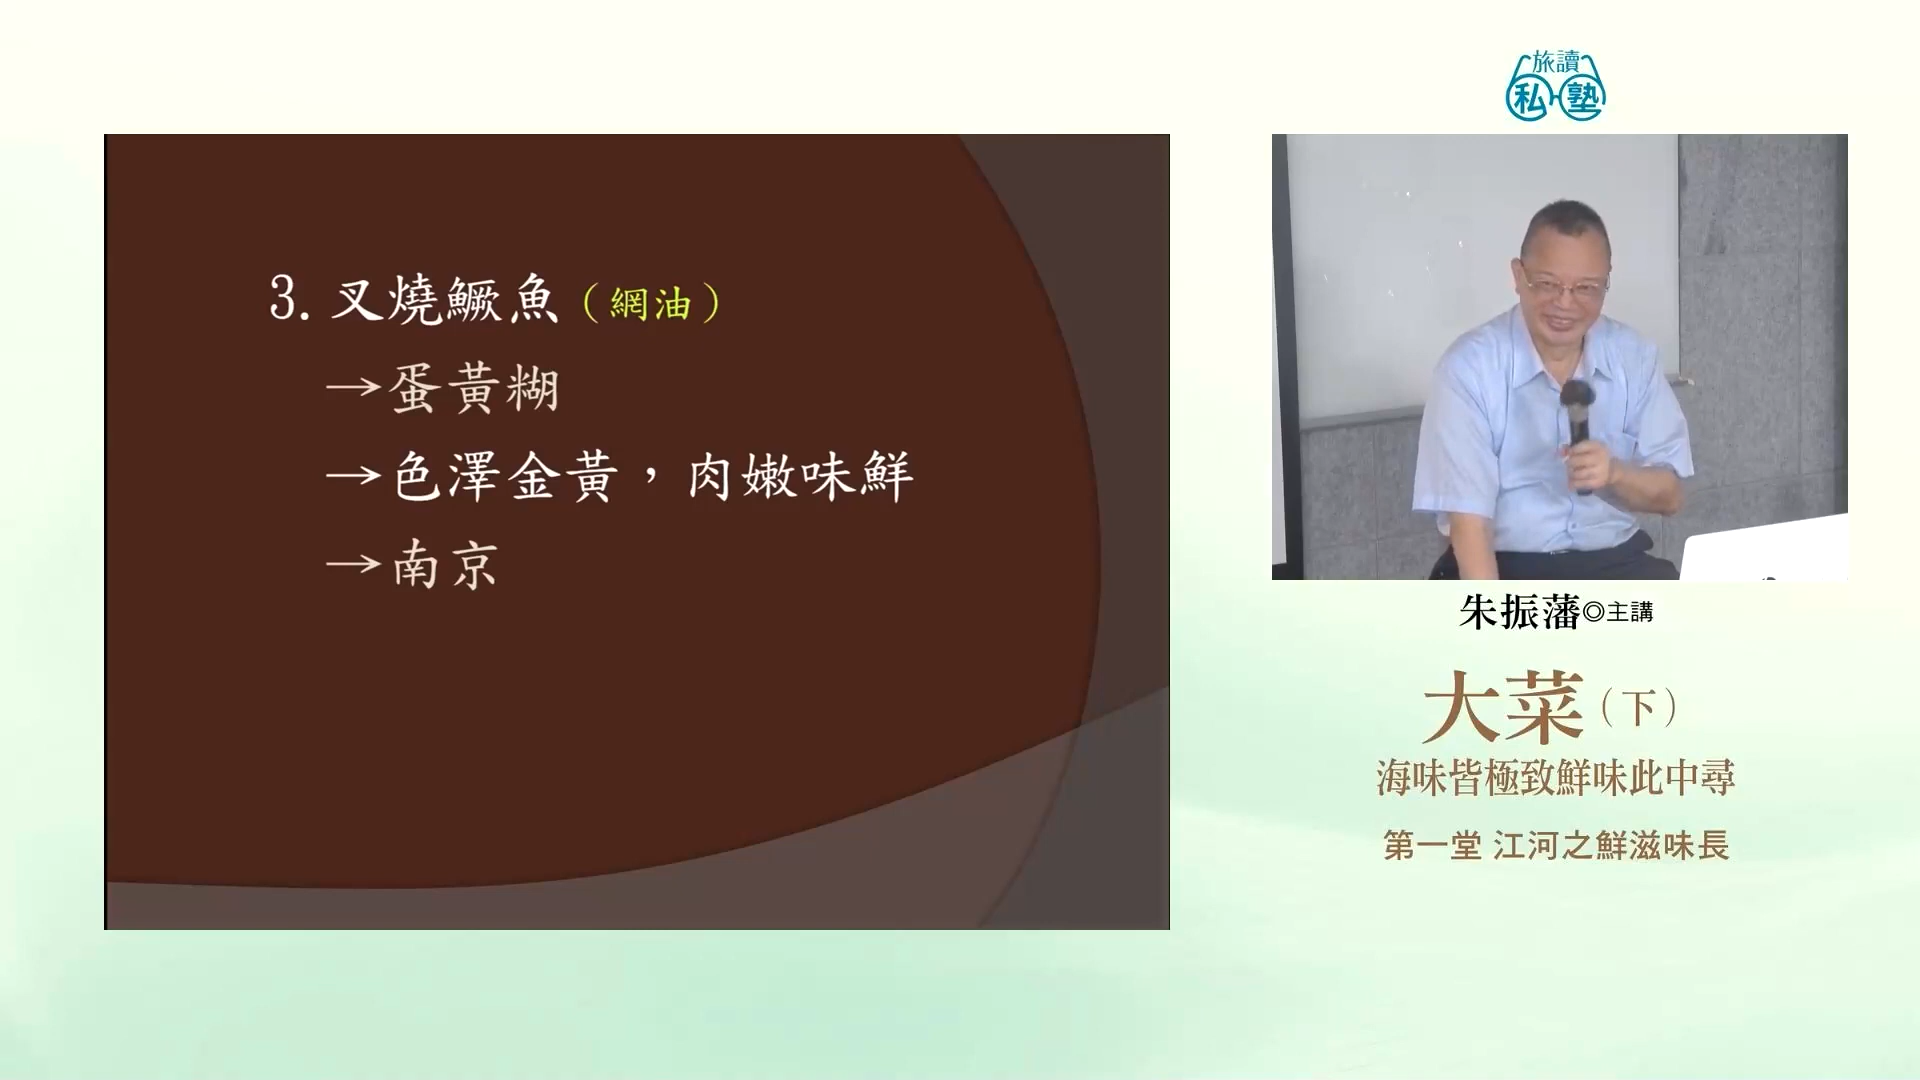 3. 叉燒鱖魚（網油）
→蛋黃糊
→色澤金黃，肉嫩味鮮
→南京
旅讀
私塾
朱振藩◎主講
大菜（下）
海味皆極致鮮味此中尋
第一堂 江河之鮮滋味長